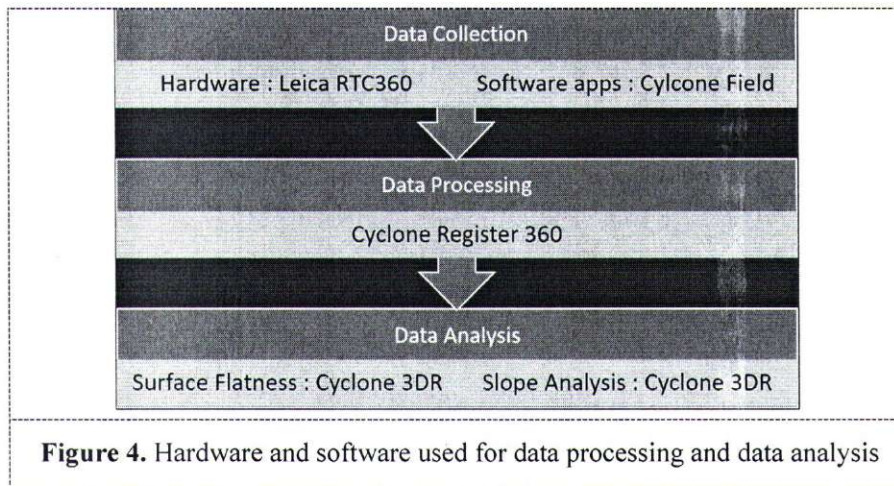 Data Collection
Hardware : Leica RTC360 Software apps : Cylcone Field
Data Processing
Cyclone Register 360
Data Analysis
Surface Flatness : Cyclone 3DR Slope Analysis : Cyclone 3DR
Figure 4. Hardware and software used for data processing and data analysis